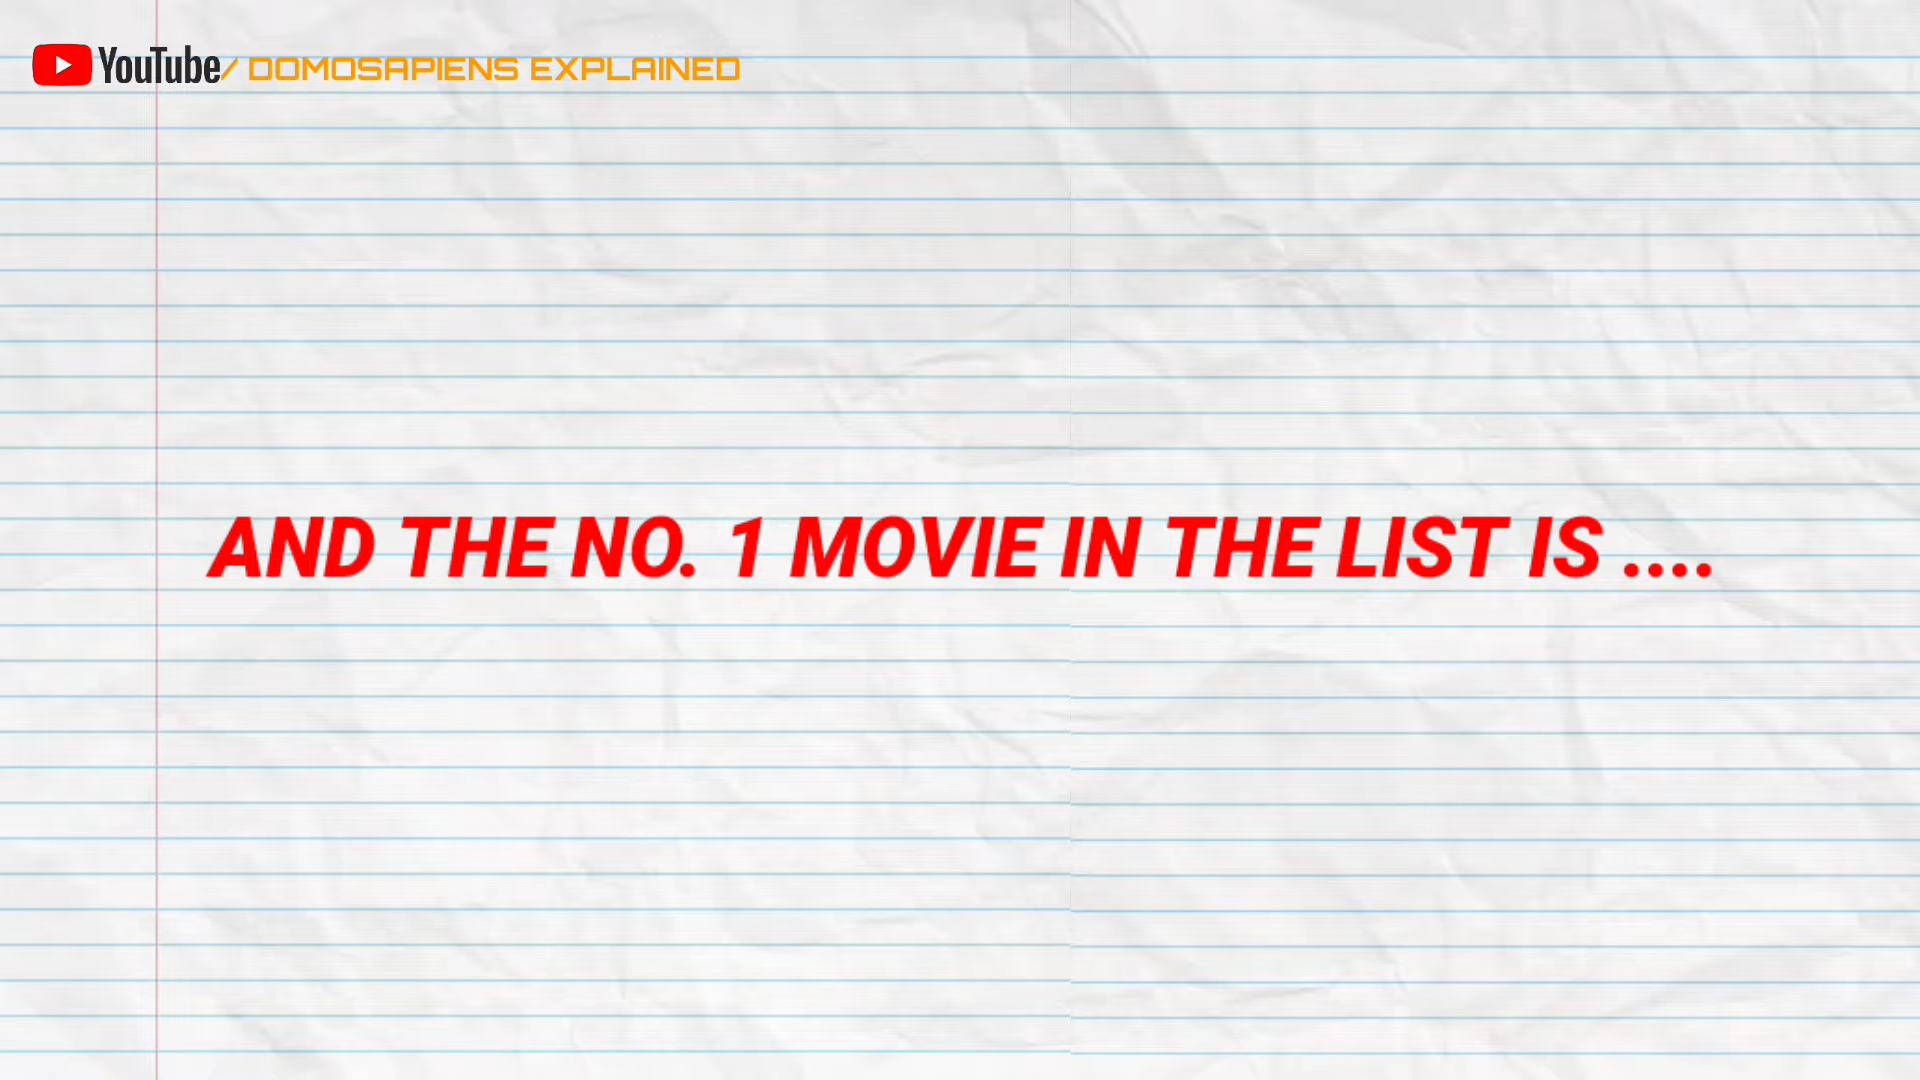 YouTube/ DOMOSAPIENS EXPLAINED
AND THE NO. 1 MOVIE IN THE LIST IS ....